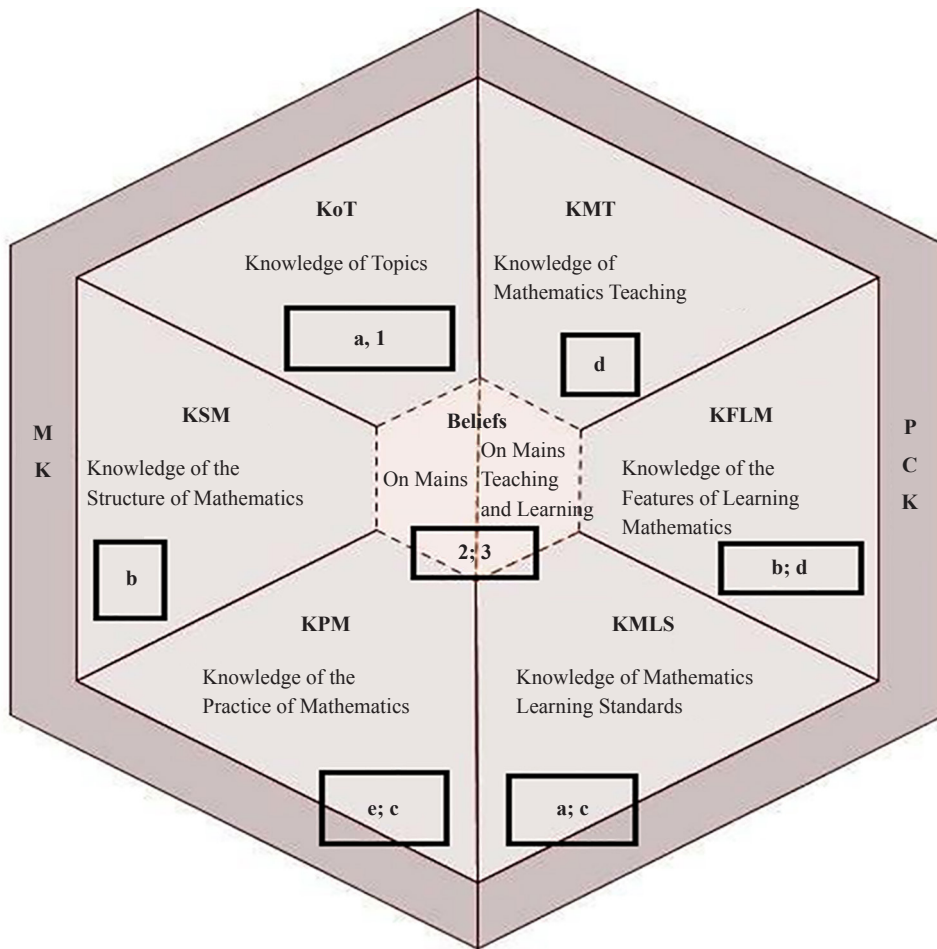 KoT
Knowledge of Topics
a, 1
KMT
Knowledge of
Mathematics Teaching
d
M
K
KSM
Knowledge of the
Structure of Mathematics
b
Beliefs
On Mains
On Mains
Teaching
and Learning
2; 3
KFLM
Knowledge of the
Features of Learning
Mathematics
b; d
P
C
K
KPM
Knowledge of the
Practice of Mathematics
e; c
KMLS
Knowledge of Mathematics
Learning Standards
a; c